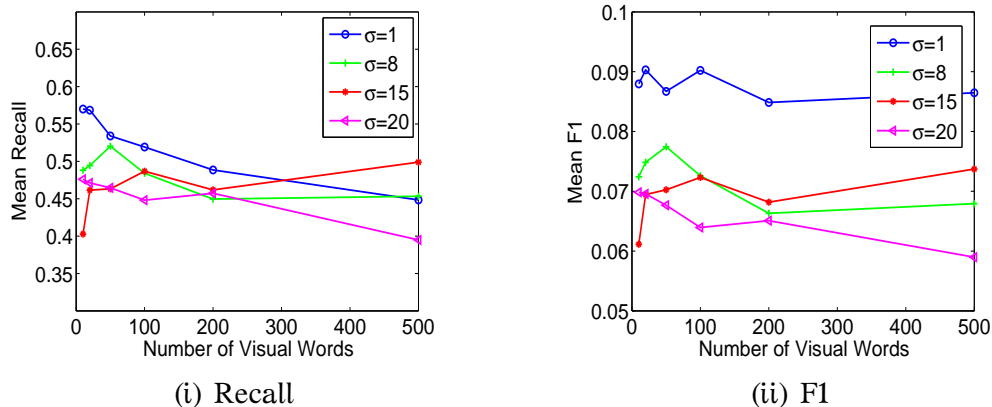 0.65
0.6
0.55
0.5
0.45
0.4
0.35
0 100 200 300 400 500
Mean Recall
Number of Visual Words
σ=1
σ=8
σ=15
σ=20
(i) Recall
0.1
0.09
0.08
0.07
0.06
0.05
0 100 200 300 400 500
Mean F1
Number of Visual Words
σ=1
σ=8
σ=15
σ=20
(ii) F1